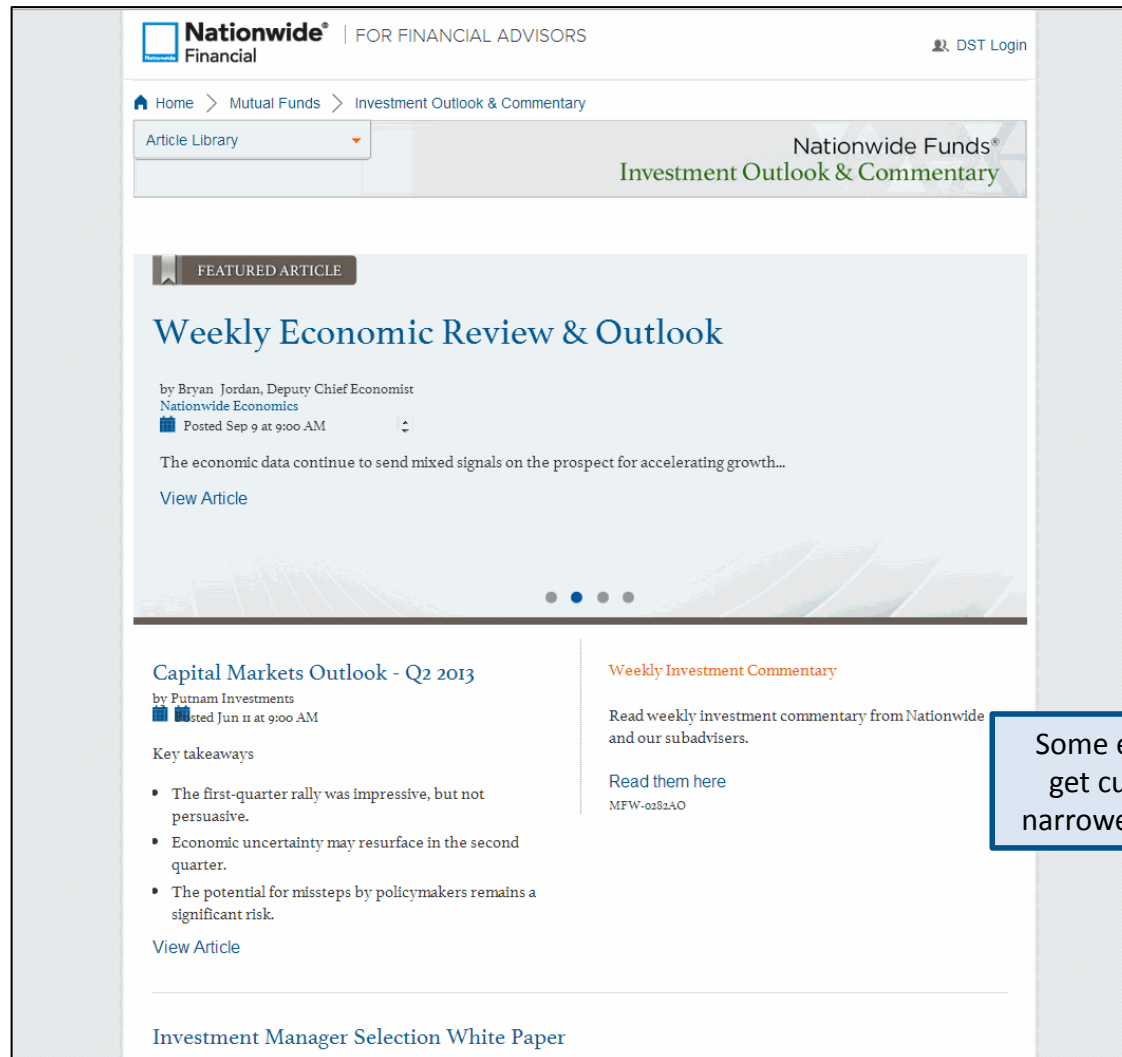 Nationwide® | FOR FINANCIAL ADVISORS
Financial
Nationwide
DST Login
Home > Mutual Funds > Investment Outlook & Commentary
Article Library
Nationwide Funds®
Investment Outlook & Commentary
FEATURED ARTICLE
Weekly Economic Review & Outlook
by Bryan Jordan, Deputy Chief Economist
Nationwide Economics
Posted Sep 9 at 9:00 AM
The economic data continue to send mixed signals on the prospect for accelerating growth...
View Article
Capital Markets Outlook - Q2 2013
by Putnam Investments
Posted Jun 11 at 9:00 AM
Key takeaways
• The first-quarter rally was impressive, but not
persuasive.
• Economic uncertainty may resurface in the second
quarter.
• The potential for missteps by policymakers remains a
significant risk.
View Article
Weekly Investment Commentary
Read weekly investment commentary from Nationwide
and our subadvisers.
Read them here
MFW-0282AO
Some
get
Investment Manager Selection White Paper